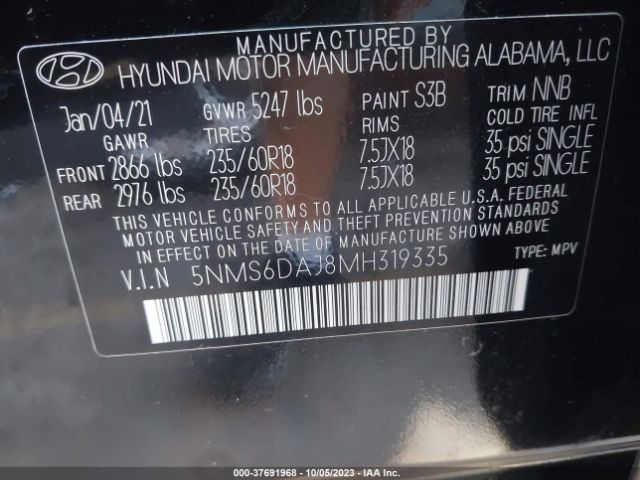 MANUFACTURED BY
HYUNDAI MOTOR MANUFACTURING ALABAMA, LLC
Jan/04/21 GVWR 5247 lbs PAINT S3B TRIM NNB
GAWR TIRES RIMS COLD TIRE INFL
FRONT 2866 lbs 235/60R18 7.5JX18 35 psi SINGLE
REAR 2976 lbs 235/60R18 7.5JX18 35 psi SINGLE
THIS VEHICLE CONFORMS TO ALL APPLICABLE U.S.A. FEDERAL
MOTOR VEHICLE SAFETY AND THEFT PREVENTION STANDARDS
IN EFFECT ON THE DATE OF MANUFACTURE SHOWN ABOVE
V.I.N 5NMS6DAJ8MH319335 TYPE: MPV
000-37691968 - 10/05/2023 - IAA, Inc.